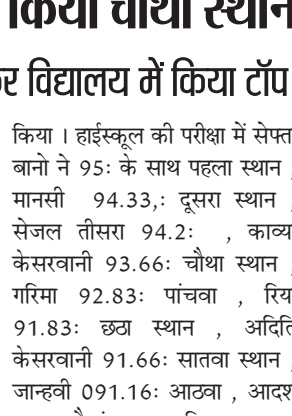 किया चौथा स्थान
विद्यालय में किया टॉप
किया । हाईस्कूल की परीक्षा में
बानो ने 95ः के साथ पहला स्थान
मानसी 94.33,ः दूसरा स्थान
सेजल तीसरा 94.2ः , काव्य
केसरवानी 93.66ः चौथा स्थान
गरिमा 92.83ः पांचवा ,
91.83ः छठा स्थान , अदिति
केसरवानी 91.66ः सातवा स्थान
जान्हवी 091.16ः आठवा ,